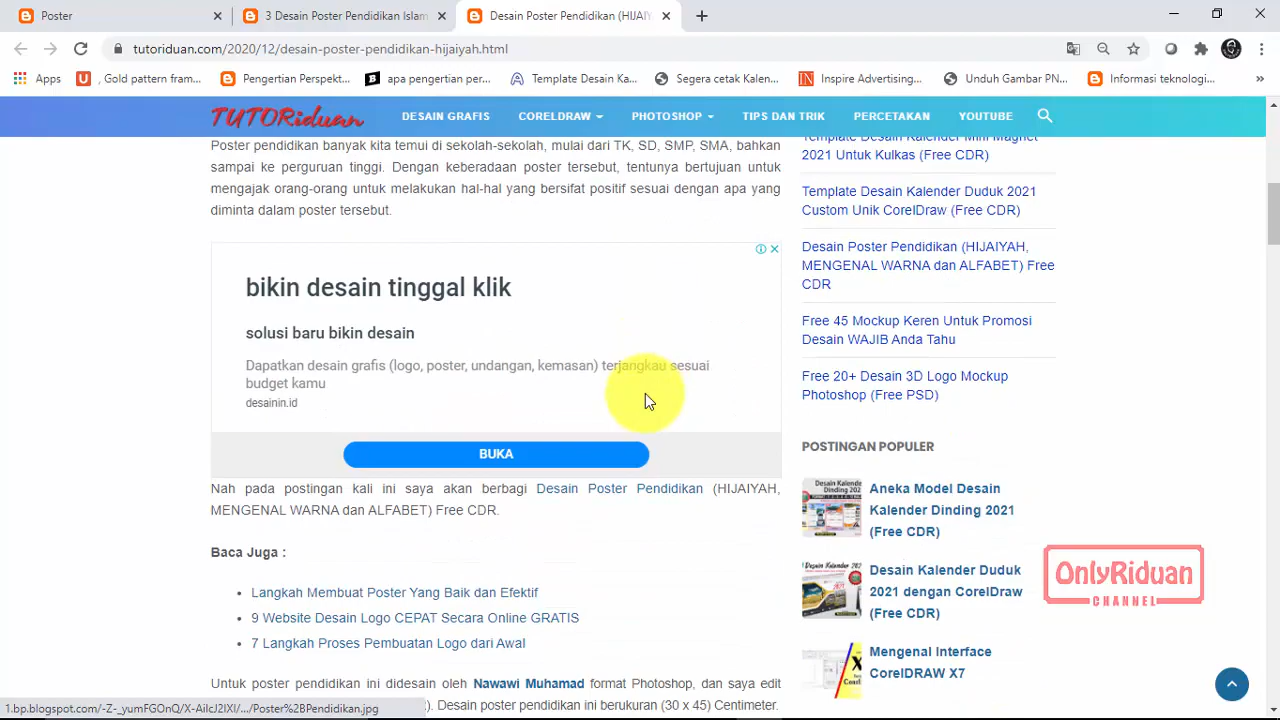 Poster
3 Desain Poster Pendidikan Islam
Desain Poster Pendidikan (HIJAIY
tutoriduan.com/2020/12/desain-poster-pendidikan-hijaiyah.html
Apps
, Gold pattern fram...
Pengertian Perspekt...
apa pengertian per...
Template Desain Ka...
Segera Cetak Kalen...
Inspire Advertising...
Unduh Gambar PN...
Informasi teknologi...
TUTORiduan
DESAIN GRAFIS
CORELDRAW
PHOTOSHOP
TIPS DAN TRIK
PERCETAKAN
YOUTUBE
Poster pendidikan banyak kita temui di sekolah-sekolah, mulai dari TK, SD, SMP, SMA, bahkan
sampai ke perguruan tinggi. Dengan keberadaan poster tersebut, tentunya bertujuan untuk
mengajak orang-orang untuk melakukan hal-hal yang bersifat positif sesuai dengan apa yang
diminta dalam poster tersebut.
bikin desain tinggal klik
solusi baru bikin desain
Dapatkan desain grafis (logo, poster, undangan, kemasan) terjangkau sesuai
budget kamu
desainin.id
BUKA
Nah pada postingan kali ini saya akan berbagi Desain Poster Pendidikan (HIJAIYAH,
MENGENAL WARNA dan ALFABET) Free CDR.
Baca Juga :
Langkah Membuat Poster Yang Baik dan Efektif
9 Website Desain Logo CEPAT Secara Online GRATIS
7 Langkah Proses Pembuatan Logo dari Awal
Untuk poster pendidikan ini didesain oleh Nawawi Muhamad format Photoshop, dan saya edit
). Desain poster pendidikan ini berukuran (30 x 45) Centimeter.
Template Desain Kalender Mini Magnet
2021 Untuk Kulkas (Free CDR)
Template Desain Kalender Duduk 2021
Custom Unik CorelDraw (Free CDR)
Desain Poster Pendidikan (HIJAIYAH,
MENGENAL WARNA dan ALFABET) Free
CDR
Free 45 Mockup Keren Untuk Promosi
Desain WAJIB Anda Tahu
Free 20+ Desain 3D Logo Mockup
Photoshop (Free PSD)
POSTINGAN POPULER
Aneka Model Desain
Kalender Dinding 2021
(Free CDR)
Desain Kalender Duduk
2021 dengan CorelDraw
(Free CDR)
Mengenal Interface
CorelDRAW X7
OnlyRiduan
CHANNEL